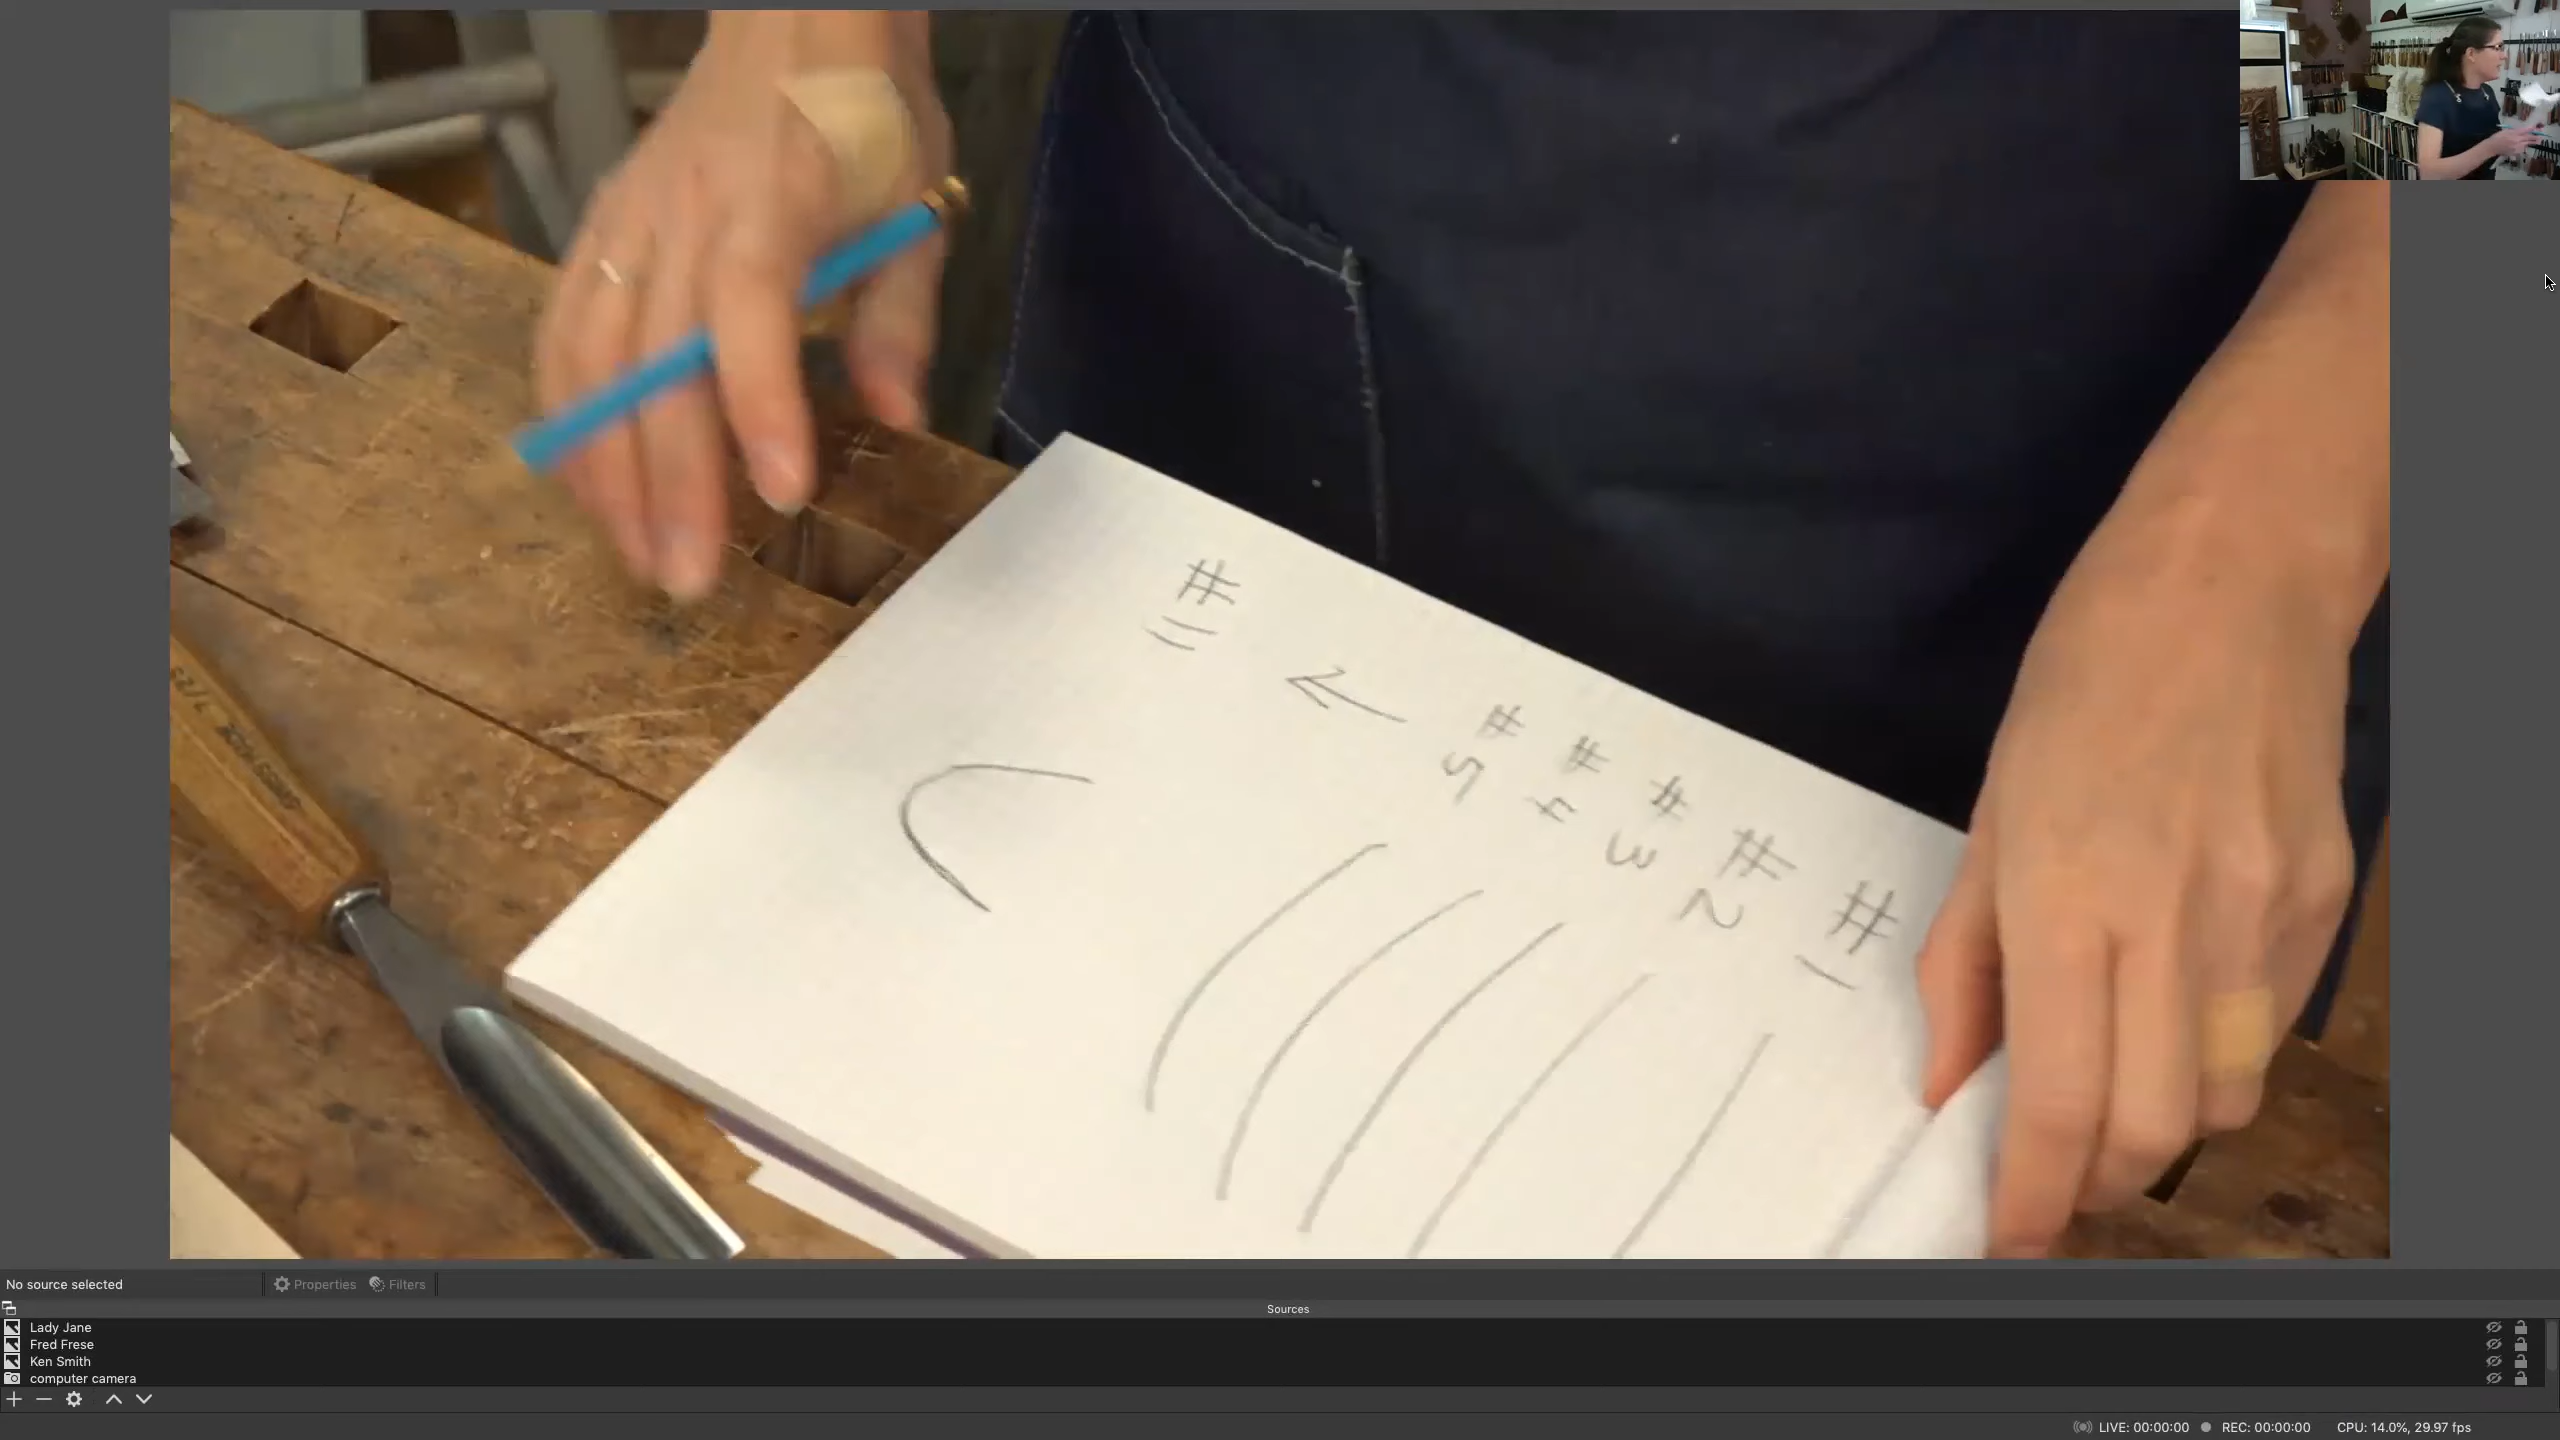 #11
←
#5
#4
#3
#2
#1
No source selected
Properties
Filters
Sources
Lady Jane
Fred Frese
Ken Smith
computer camera
LIVE: 00:00:00
REC: 00:00:00
CPU: 14.0%, 29.97 fps